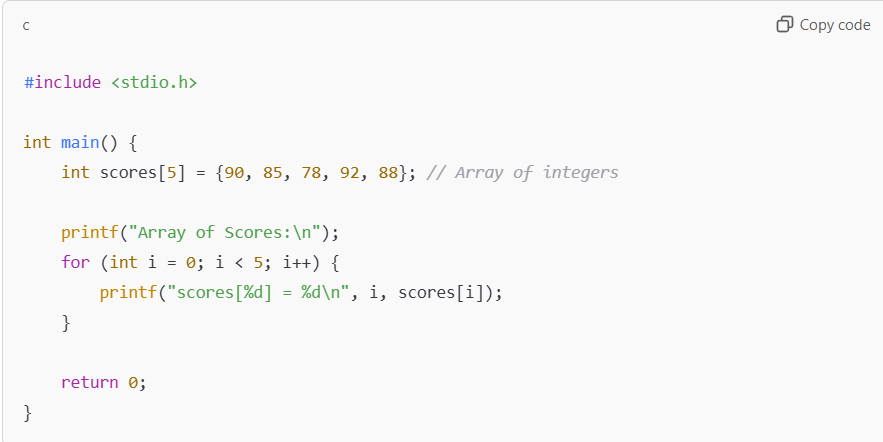 c
Copy code
#include <stdio.h>
int main() {
    int scores[5] = {90, 85, 78, 92, 88}; // Array of integers
    printf("Array of Scores:\n");
    for (int i = 0; i < 5; i++) {
        printf("scores[%d] = %d\n", i, scores[i]);
    }
    return 0;
}